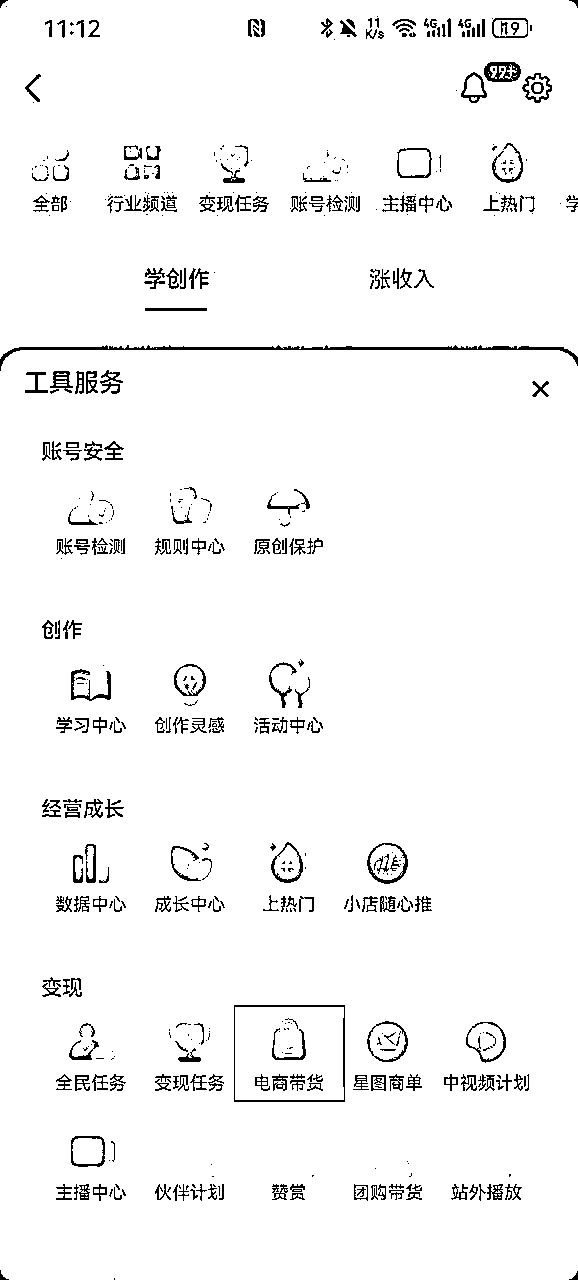 11:12 11 K/s 4G 4G 19
99+
全部 行业频道 变现任务 账号检测 主播中心 上热门 学
学创作 涨收入
工具服务
账号安全
账号检测 规则中心 原创保护
创作
学习中心 创作灵感 活动中心
经营成长
数据中心 成长中心 上热门 小店随心推
变现
全民任务 变现任务 电商带货 星图商单 中视频计划
主播中心 伙伴计划 赞赏 团购带货 站外播放